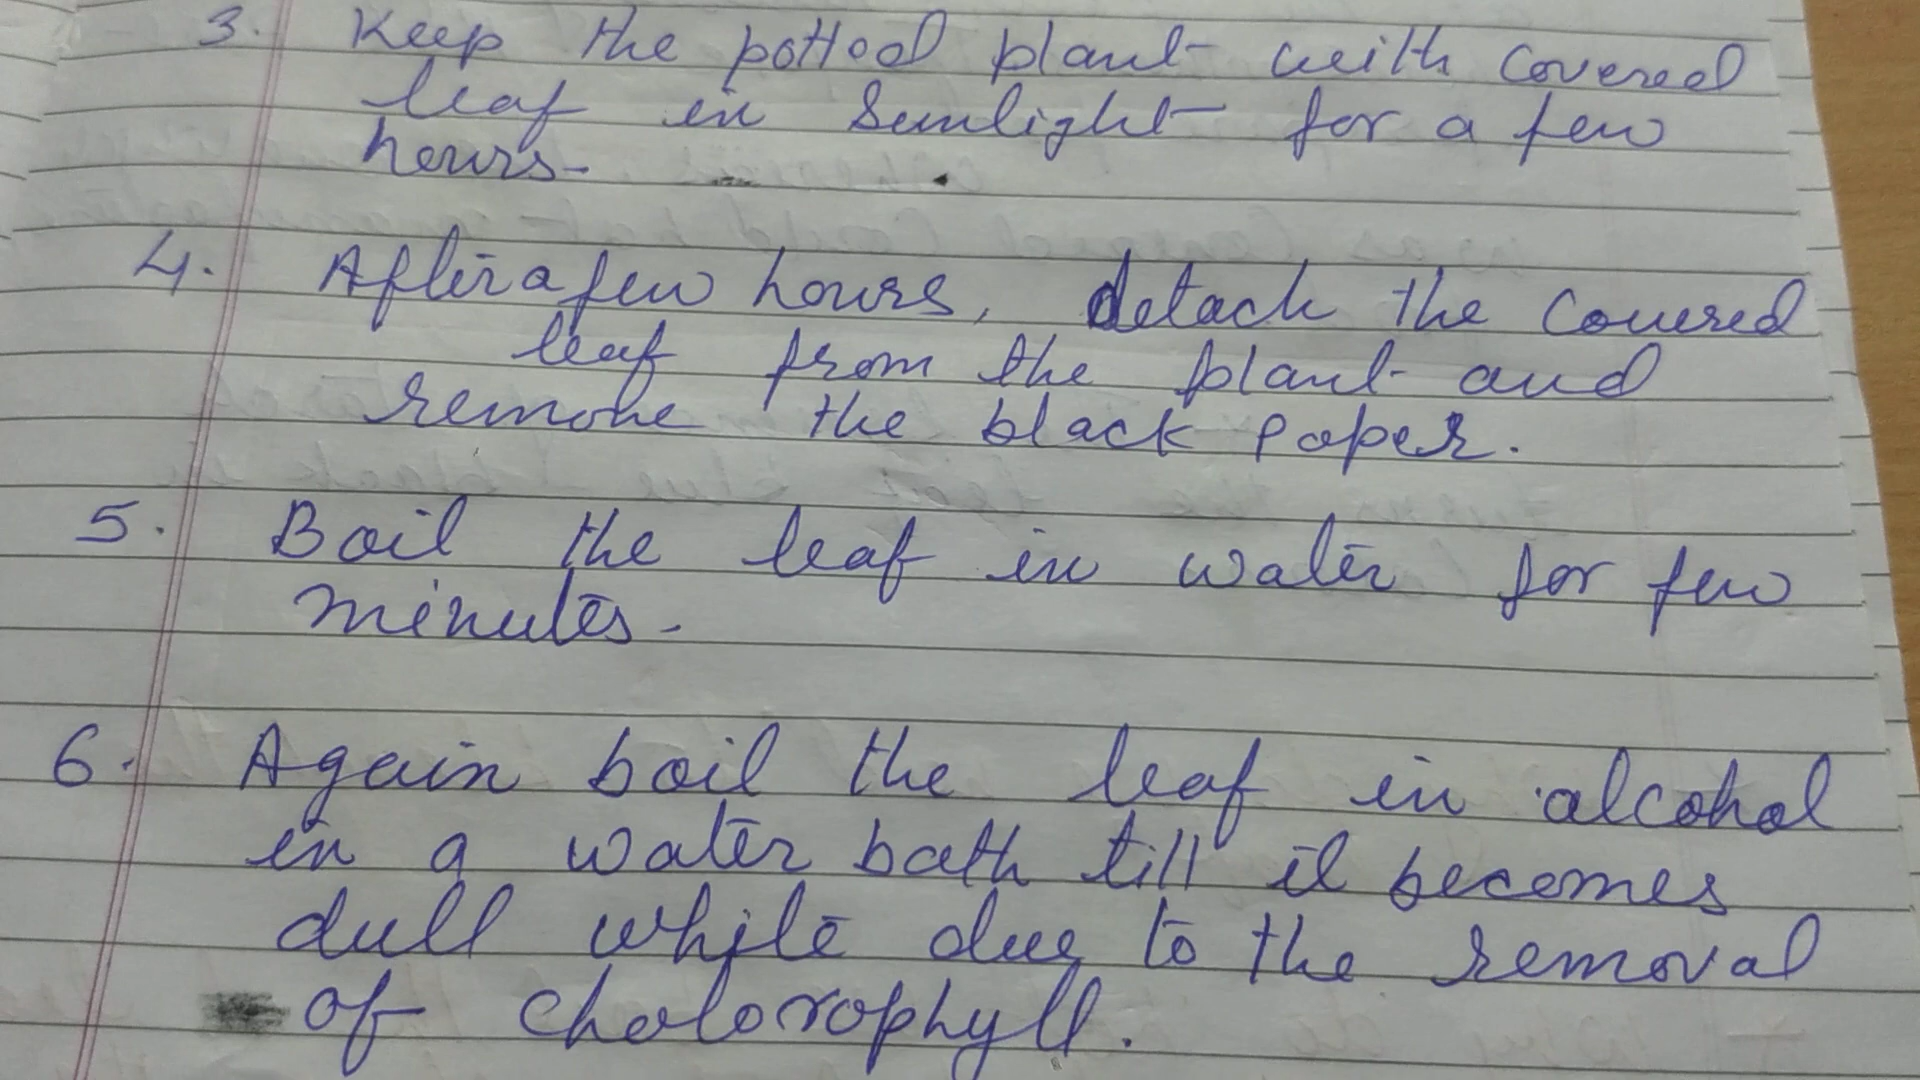 3. Keep the potted plant with covered
leaf in Sunlight for a few
hours.
4. After a few hours, detach the covered
leaf from the plant and
remove the black paper.
5. Boil the leaf in water for few
minutes.
6. Again boil the leaf in alcohol
in a water bath till it becomes
dull white due to the removal
of cholorophyll.